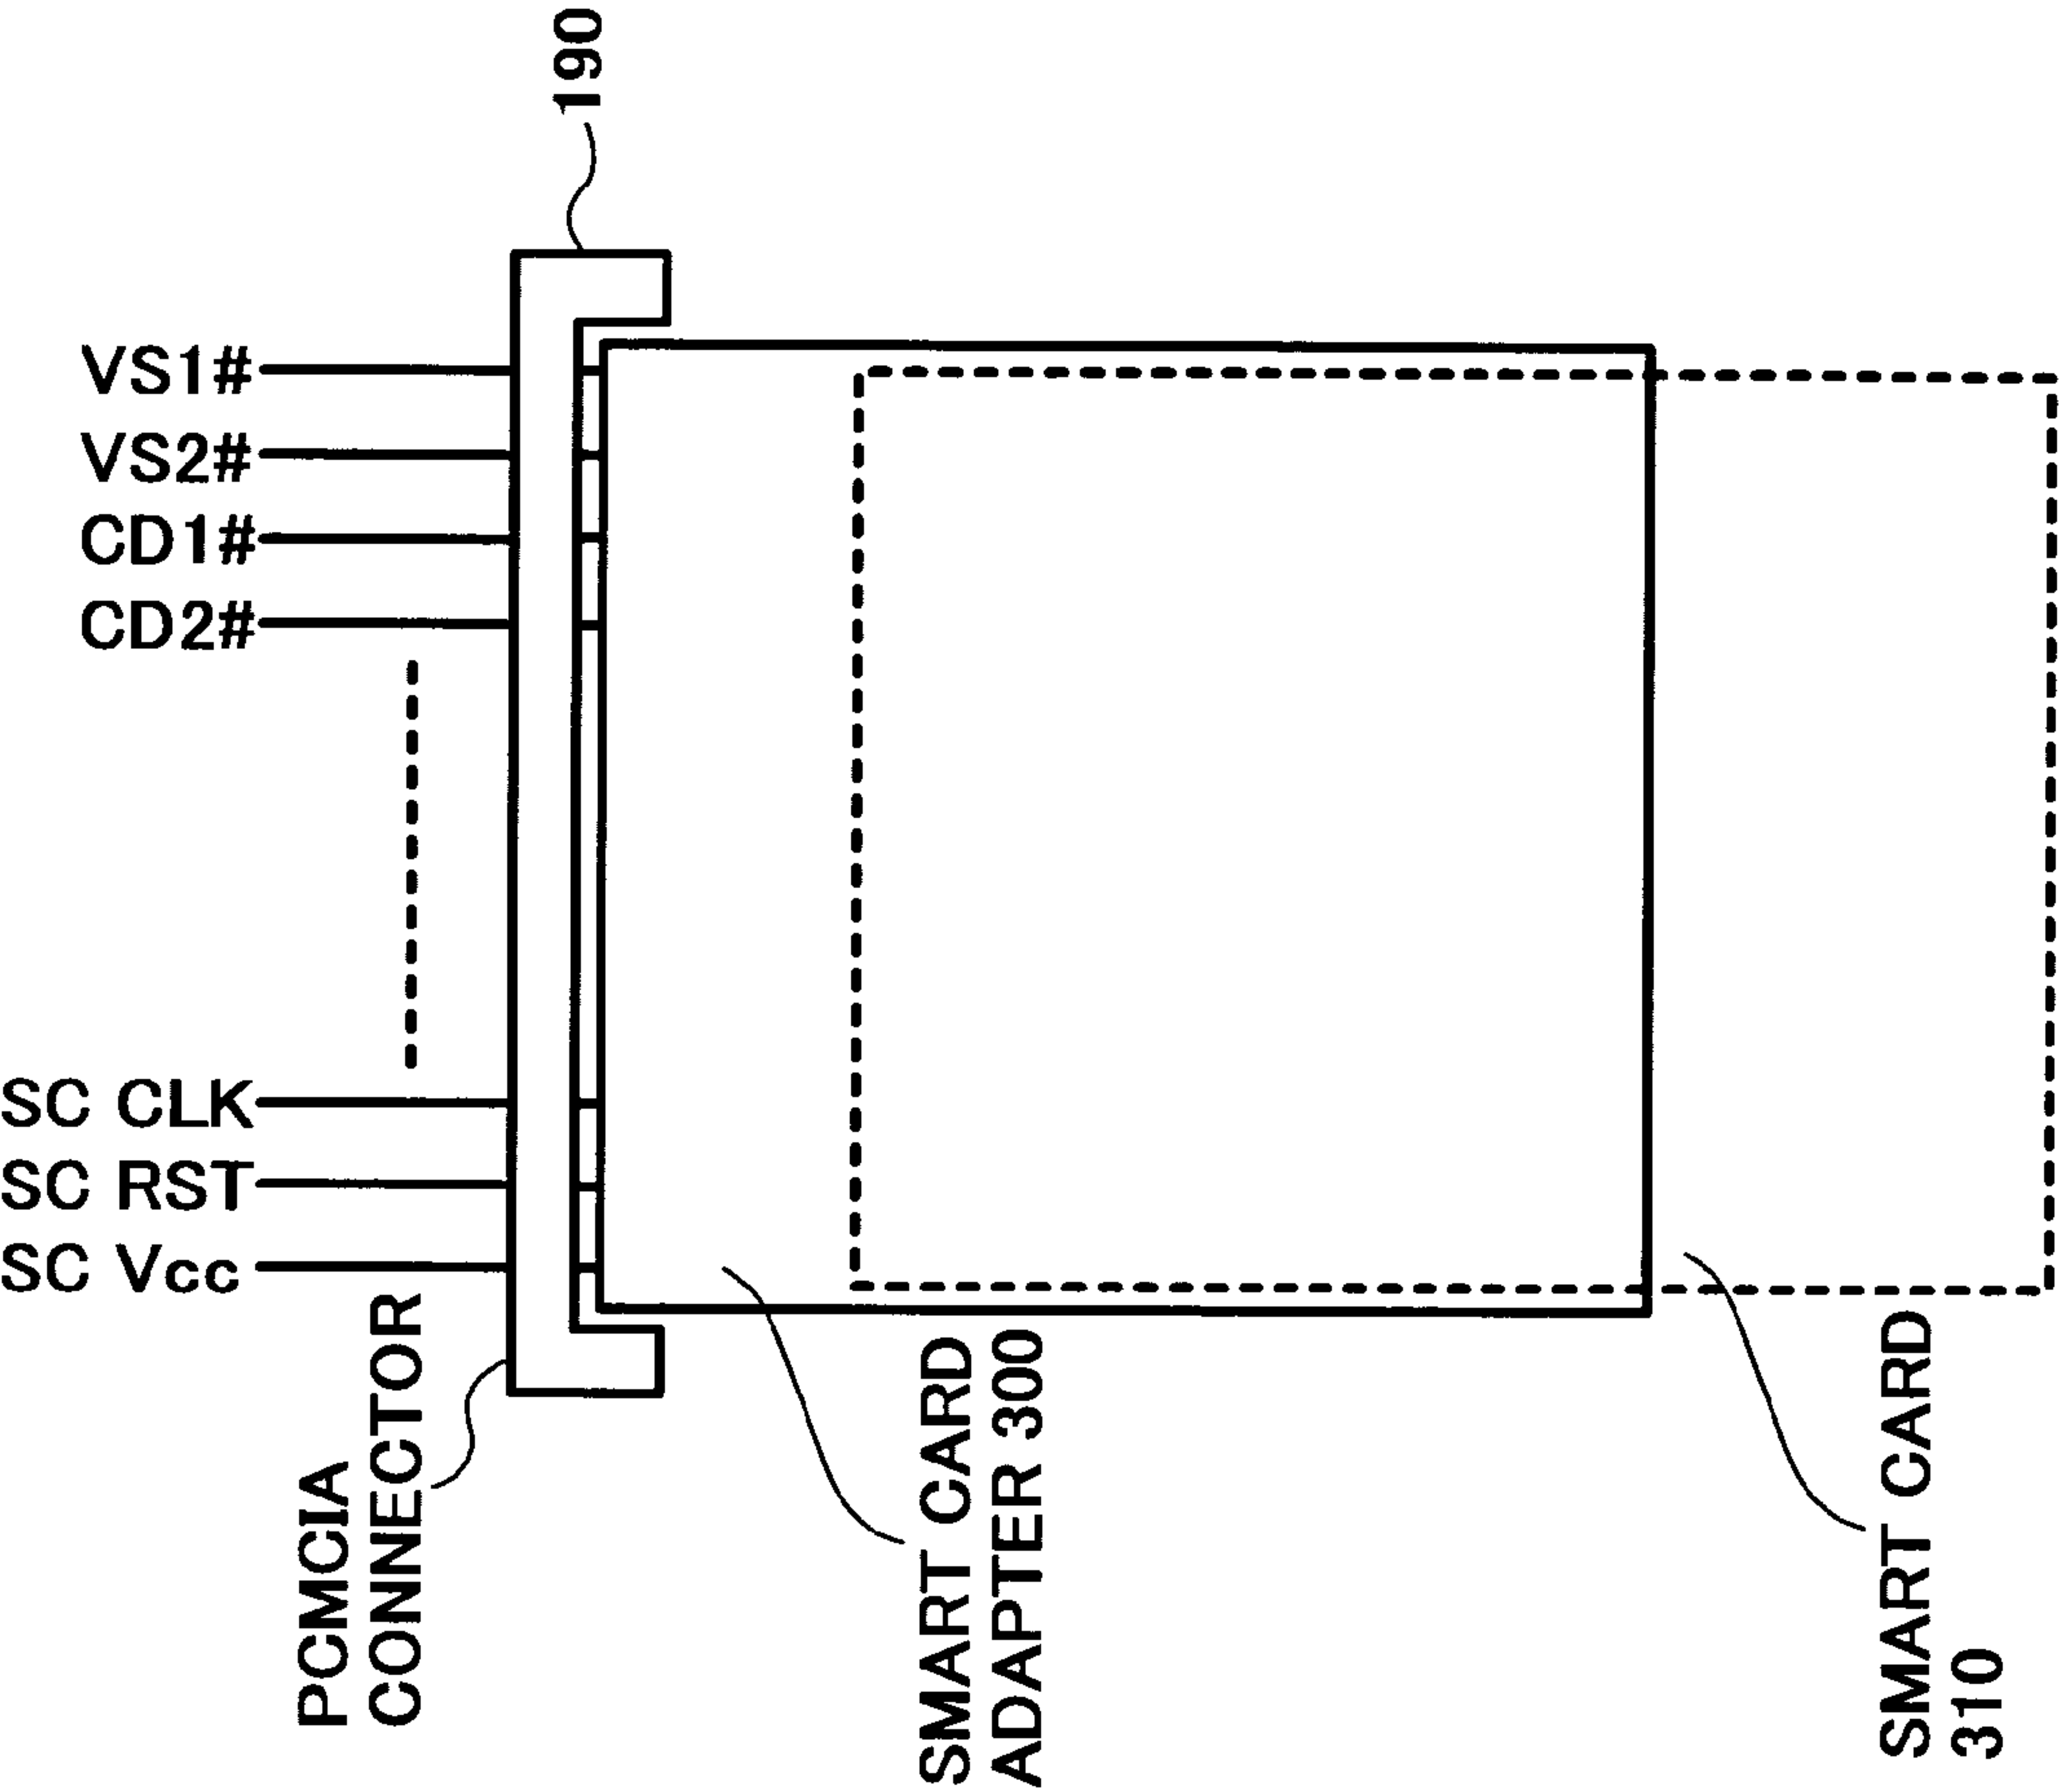 190
VS1#
VS2#
CD1#
CD2#
SC CLK
SC RST
SC Vcc
PCMCIA
CONNECTOR
SMART CARD
ADAPTER 300
SMART CARD
310